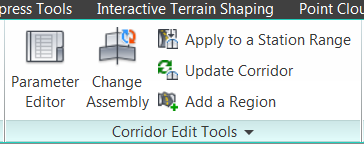 press Tools Interactive Terrain Shaping Point Clou
Parameter Editor
Change Assembly
Apply to a Station Range
Update Corridor
Add a Region
Corridor Edit Tools